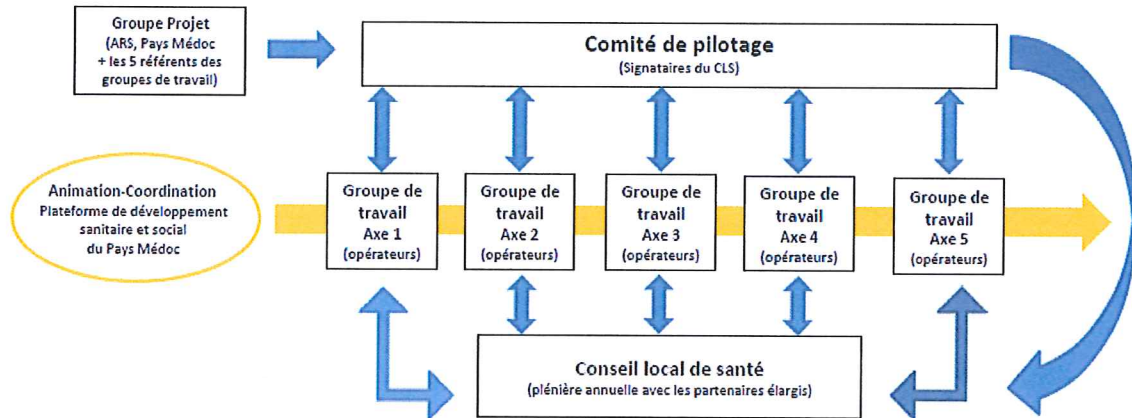 Groupe Projet
(ARS, Pays Médoc
+ les 5 référents des
groupes de travail)
Comité de pilotage
(Signataires du CLS)
Animation-Coordination
Plateforme de développement
sanitaire et social
du Pays Médoc
Groupe de
travail
Axe 1
(opérateurs)
Groupe de
travail
Axe 2
(opérateurs)
Groupe de
travail
Axe 3
(opérateurs)
Groupe de
travail
Axe 4
(opérateurs)
Groupe de
travail
Axe 5
(opérateurs)
Conseil local de santé
(plénière annuelle avec les partenaires élargis)